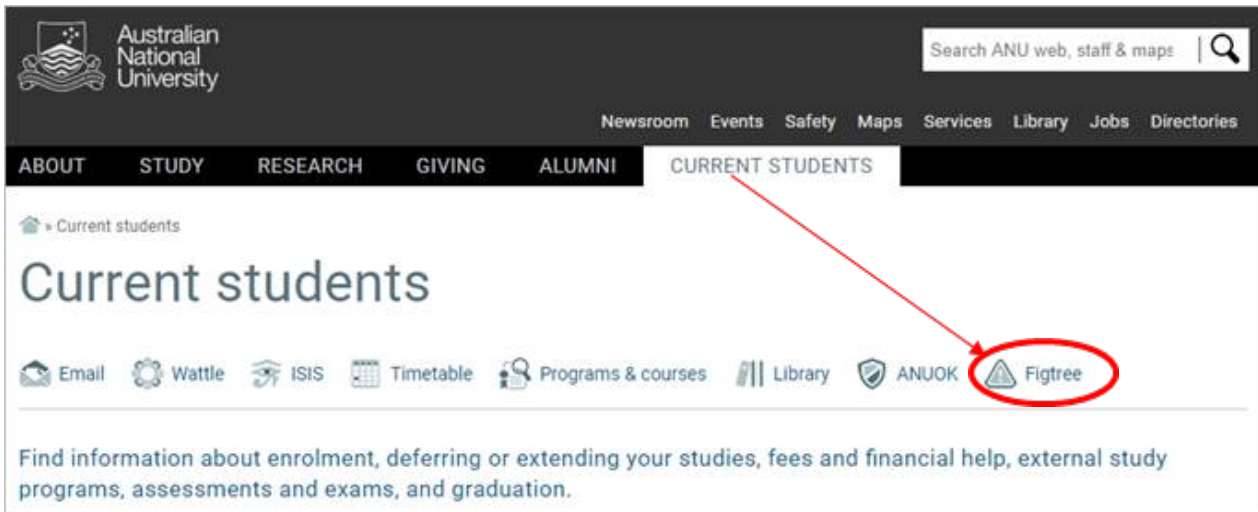 Australian
National
University
Search ANU web, staff & maps
Newsroom Events Safety Maps Services Library Jobs Directories
ABOUT STUDY RESEARCH GIVING ALUMNI CURRENT STUDENTS
» Current students
Current students
Email Wattle ISIS Timetable Programs & courses Library ANUOK Figtree
Find information about enrolment, deferring or extending your studies, fees and financial help, external study
programs, assessments and exams, and graduation.